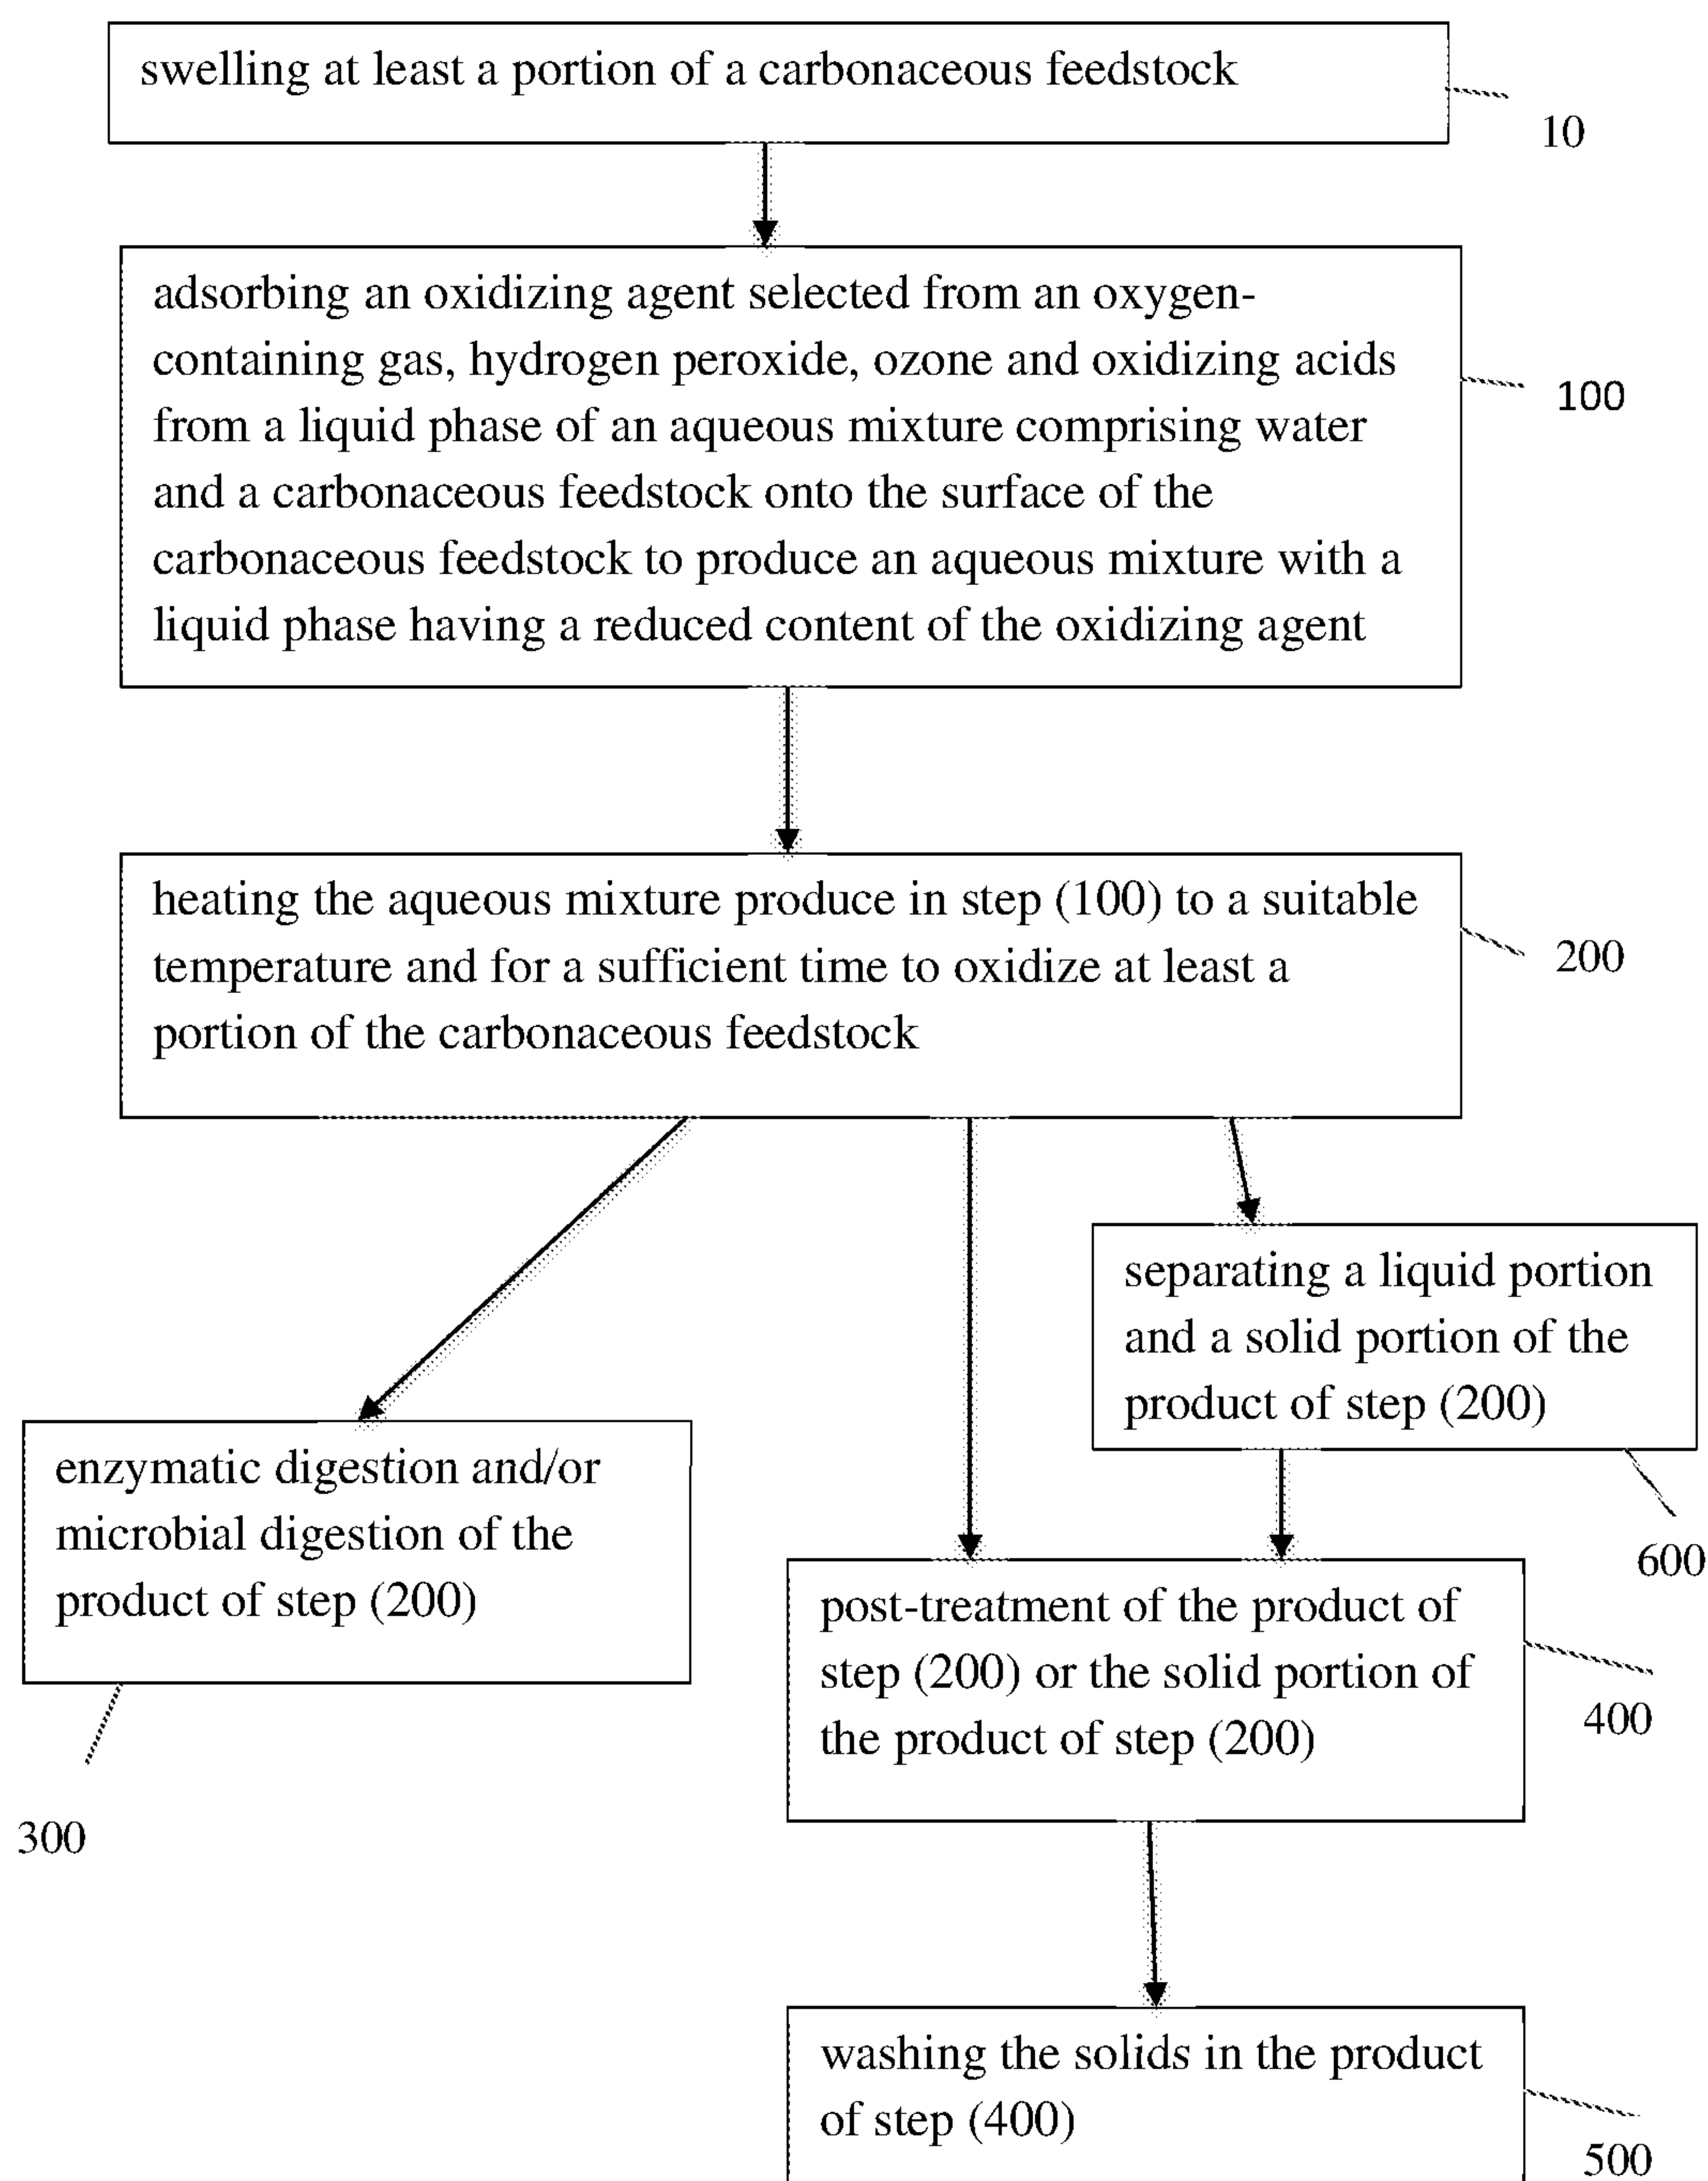 swelling at least a portion of a carbonaceous feedstock
10
adsorbing an oxidizing agent selected from an oxygen-
containing gas, hydrogen peroxide, ozone and oxidizing acids
from a liquid phase of an aqueous mixture comprising water
and a carbonaceous feedstock onto the surface of the
carbonaceous feedstock to produce an aqueous mixture with a
liquid phase having a reduced content of the oxidizing agent
100
heating the aqueous mixture produce in step (100) to a suitable
temperature and for a sufficient time to oxidize at least a
portion of the carbonaceous feedstock
200
separating a liquid portion
and a solid portion of the
product of step (200)
600
enzymatic digestion and/or
microbial digestion of the
product of step (200)
300
post-treatment of the product of
step (200) or the solid portion of
the product of step (200)
400
washing the solids in the product
of step (400)
500